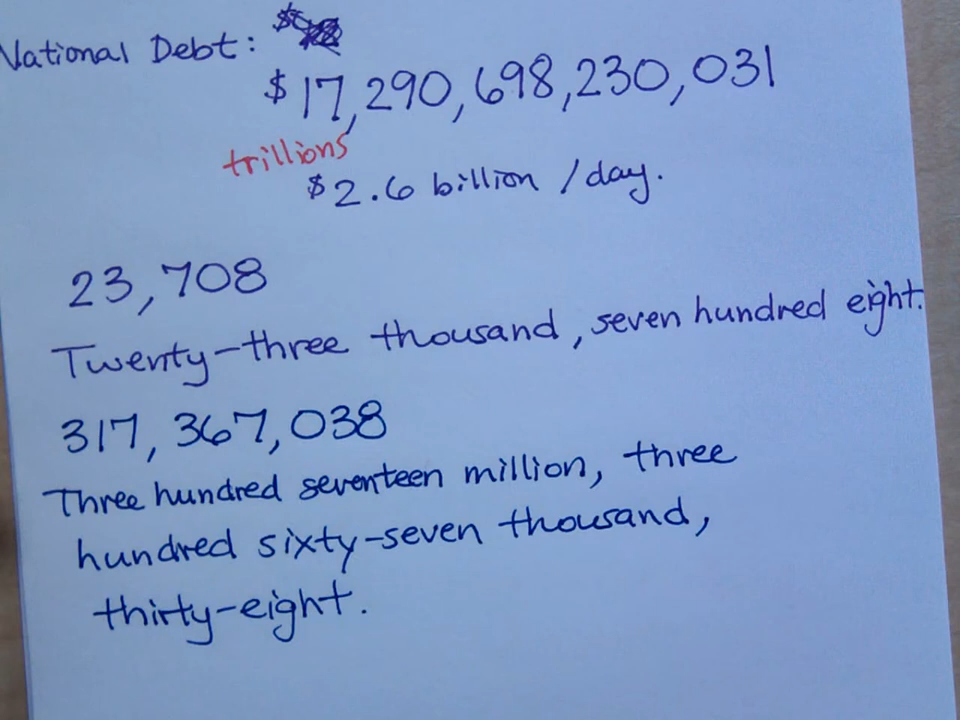 National Debt:
$17,290,698,230,031
trillions
$2.6 billion /day.
23,708
Twenty-three thousand, seven hundred eight.
317,367,038
Three hundred seventeen million, three
hundred sixty-seven thousand,
thirty-eight.